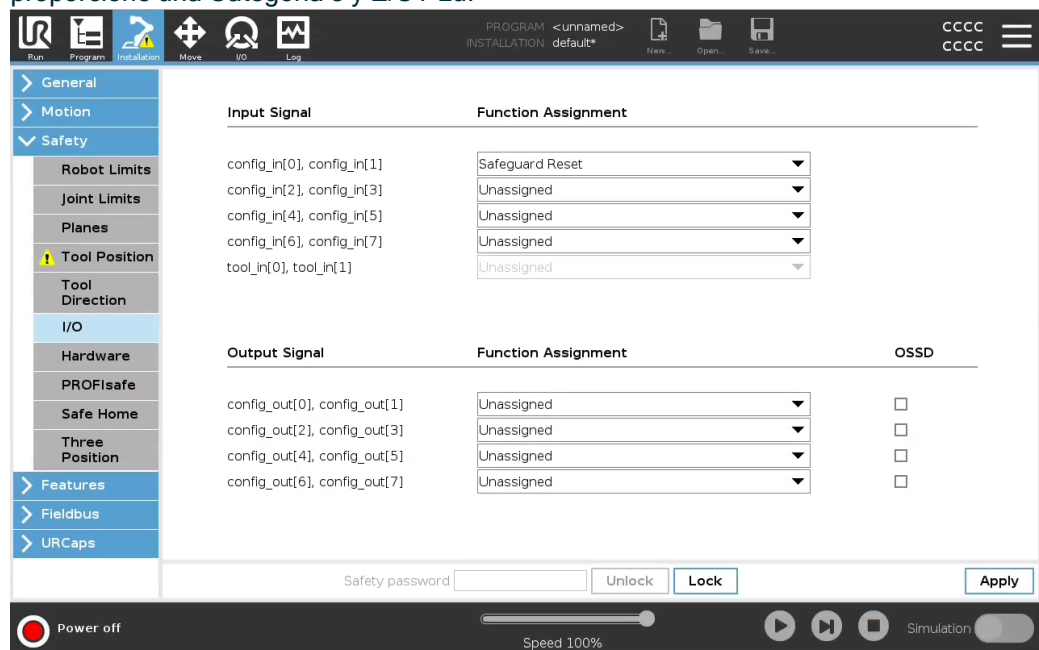 PROGRAM <unnamed>
INSTALLATION default*
CCCC
CCCC
Run Program Installation Move I/O Log New... Open... Save...
General
Motion
Safety
Robot Limits
Joint Limits
Planes
Tool Position
Tool
Direction
I/O
Hardware
PROFIsafe
Safe Home
Three
Position
Features
Fieldbus
URCaps
Input Signal Function Assignment
config_in[0], config_in[1] Safeguard Reset
config_in[2], config_in[3] Unassigned
config_in[4], config_in[5] Unassigned
config_in[6], config_in[7] Unassigned
tool_in[0], tool_in[1] Unassigned
Output Signal Function Assignment OSSD
config_out[0], config_out[1] Unassigned
config_out[2], config_out[3] Unassigned
config_out[4], config_out[5] Unassigned
config_out[6], config_out[7] Unassigned
Safety password Unlock Lock Apply
Power off
Speed 100%
Simulation